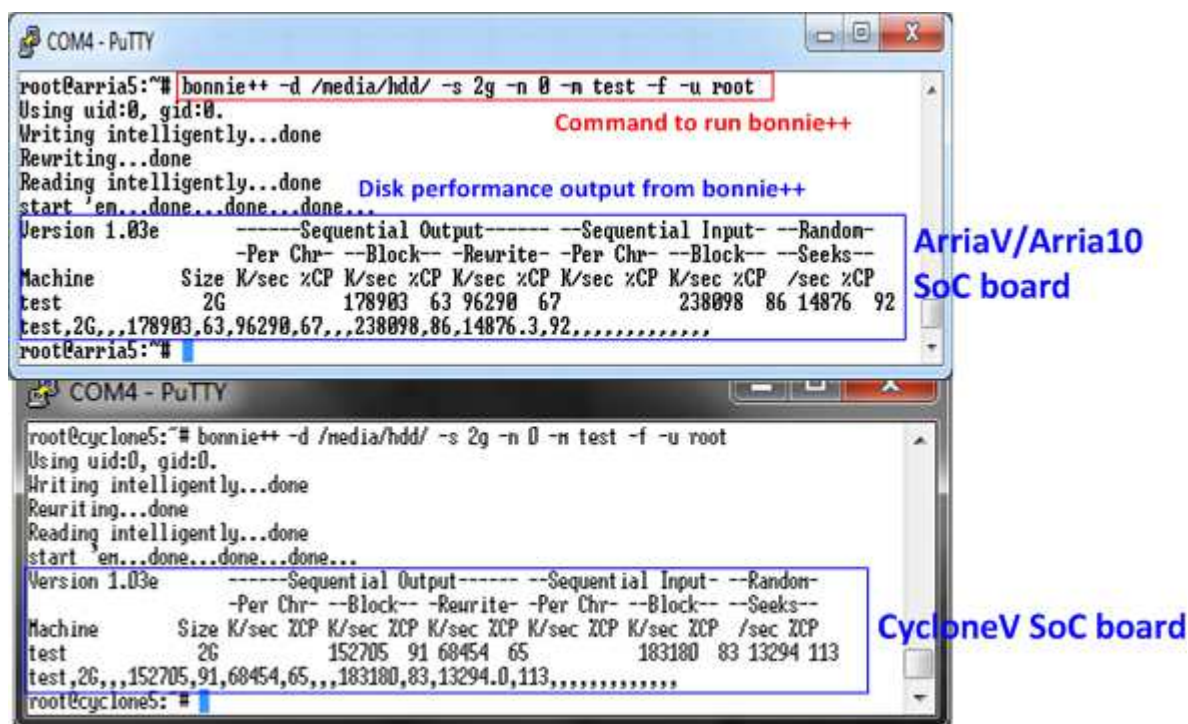 COM4 - PuTTY
root@arria5:~# bonnie++ -d /media/hdd/ -s 2g -n 0 -m test -f -u root
Using uid:0, gid:0.
Command to run bonnie++
Writing intelligently...done
Rewriting...done
Reading intelligently...done
Disk performance output from bonnie++
start 'em...done...done...done...
Version 1.03e ------Sequential Output------ --Sequential Input- --Random-
-Per Chr- --Block-- -Rewrite- -Per Chr- --Block-- --Seeks--
Machine Size K/sec %CP K/sec %CP K/sec %CP K/sec %CP K/sec %CP /sec %CP
test 2G 178903 63 96290 67 238098 86 14876 92
test,2G,,,178903,63,96290,67,,,238098,86,14876.3,92,,,,,,,,,,,,,
root@arria5:~#
ArriaV/Arria10
SoC board
COM4 - PuTTY
root@cyclone5:~# bonnie++ -d /media/hdd/ -s 2g -n 0 -m test -f -u root
Using uid:0, gid:0.
Writing intelligently...done
Rewriting...done
Reading intelligently...done
start 'em...done...done...done...
Version 1.03e ------Sequential Output------ --Sequential Input- --Random-
-Per Chr- --Block-- -Rewrite- -Per Chr- --Block-- --Seeks--
Machine Size K/sec %CP K/sec %CP K/sec %CP K/sec %CP K/sec %CP /sec %CP
test 2G 152705 91 68454 65 183180 83 13294 113
test,2G,,,152705,91,68454,65,,,183180,83,13294.0,113,,,,,,,,,,,,,
root@cyclone5:~#
CycloneV SoC board